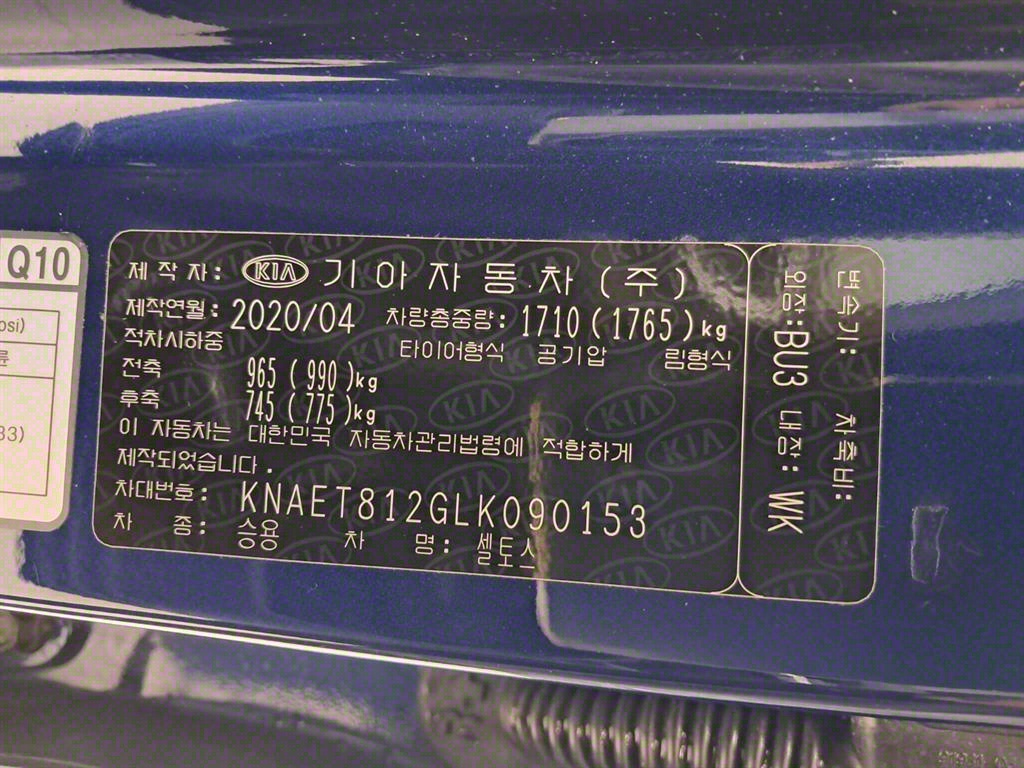 Q10
osi)
33)
제 작 자: KIA 기아자동차(주)
제작연월: 2020/04 차량총중량: 1710(1765)kg
적차시하중 타이어형식 공기압 림형식
전축 965 (990)kg
후축 745 (775)kg
이 자동차는 대한민국 자동차관리법령에 적합하게
제작되었습니다.
차대번호: KNAET812GLK090153
차 종: 승용 차 명: 셀토스
변속기: 차축비:
외장:BU3 내장: WK